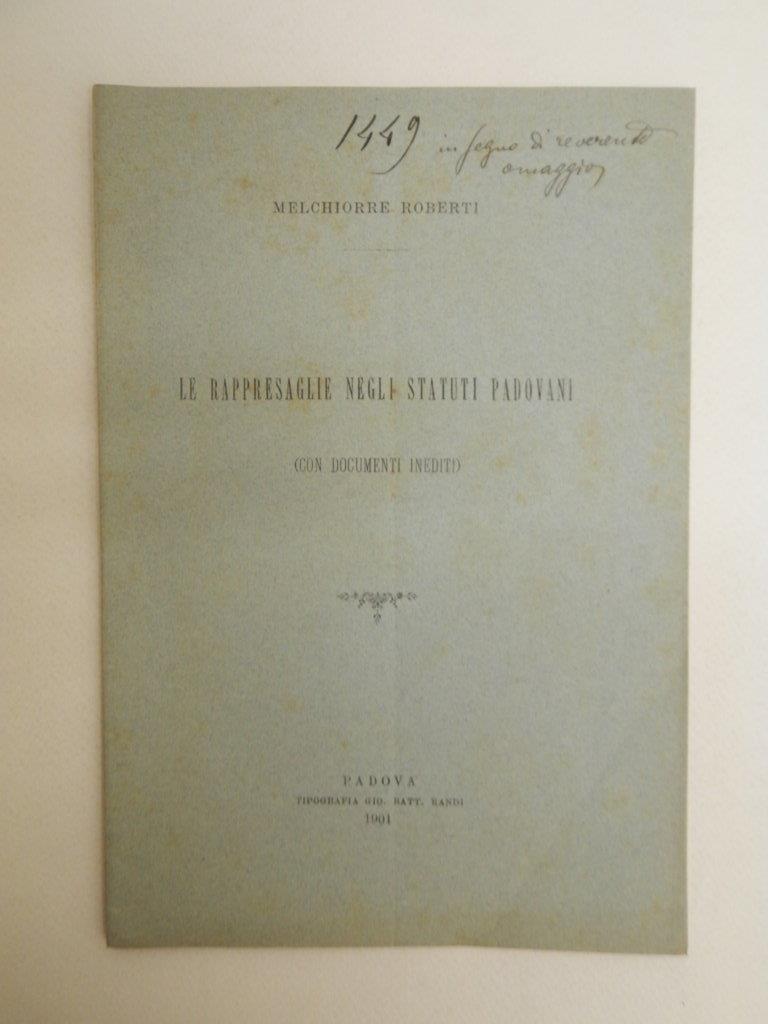 1449 in segno di reverente
omaggio
MELCHIORRE ROBERTI
LE RAPPRESAGLIE NEGLI STATUTI PADOVANI
(CON DOCUMENTI INEDITI)
PADOVA
TIPOGRAFIA GIO. BATT. RANDI
1901